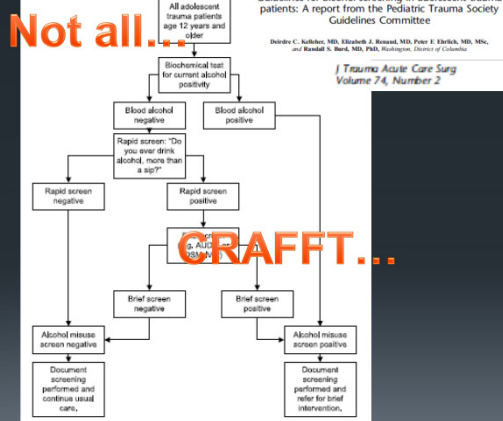 Not all...
All adolescent
trauma patients
age 12 years and
older
patients: A report from the Pediatric Trauma Society
Guidelines Committee
Deirdre C. Kelleher, MD, Elizabeth J. Renaud, MD, Peter F. Ehrlich, MD, MSc,
and Randall S. Burd, MD, PhD, Washington, District of Columbia
J Trauma Acute Care Surg
Volume 74, Number 2
Biochemical test
for current alcohol
positivity
Blood alcohol
negative
Blood alcohol
positive
Rapid screen: "Do
you ever drink
alcohol, more than
a sip?"
Rapid screen
negative
Rapid screen
positive
CRAFFT...
Brief screen
negative
Brief screen
positive
Alcohol misuse
screen negative
Alcohol misuse
screen positive
Document
screening
performed and
continue usual
care.
Document
screening
performed and
refer for brief
intervention.